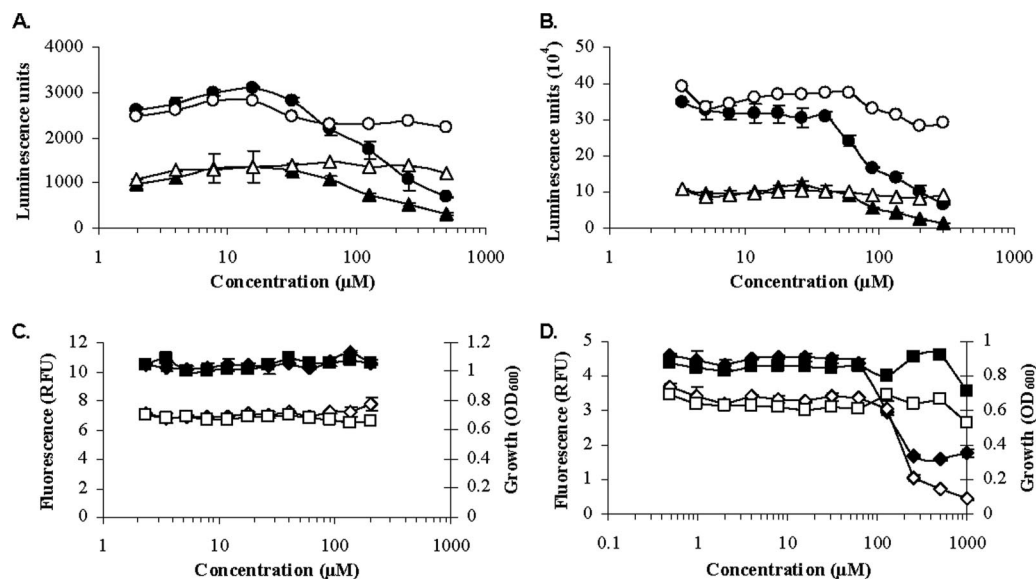 A.
4000
3000
2000
1000
0
Luminescence units
1 10 100 1000
Concentration (µM)
B.
50
40
30
20
10
0
Luminescence units (10⁴)
1 10 100 1000
Concentration (µM)
C.
12
10
8
6
4
2
0
Fluorescence (RFU)
1.2
1
0.8
0.6
0.4
0.2
0
Growth (OD₆₀₀)
1 10 100 1000
Concentration (µM)
D.
5
4
3
2
1
0
Fluorescence (RFU)
1
0.8
0.6
0.4
0.2
0
Growth (OD₆₀₀)
0.1 1 10 100 1000
Concentration (µM)